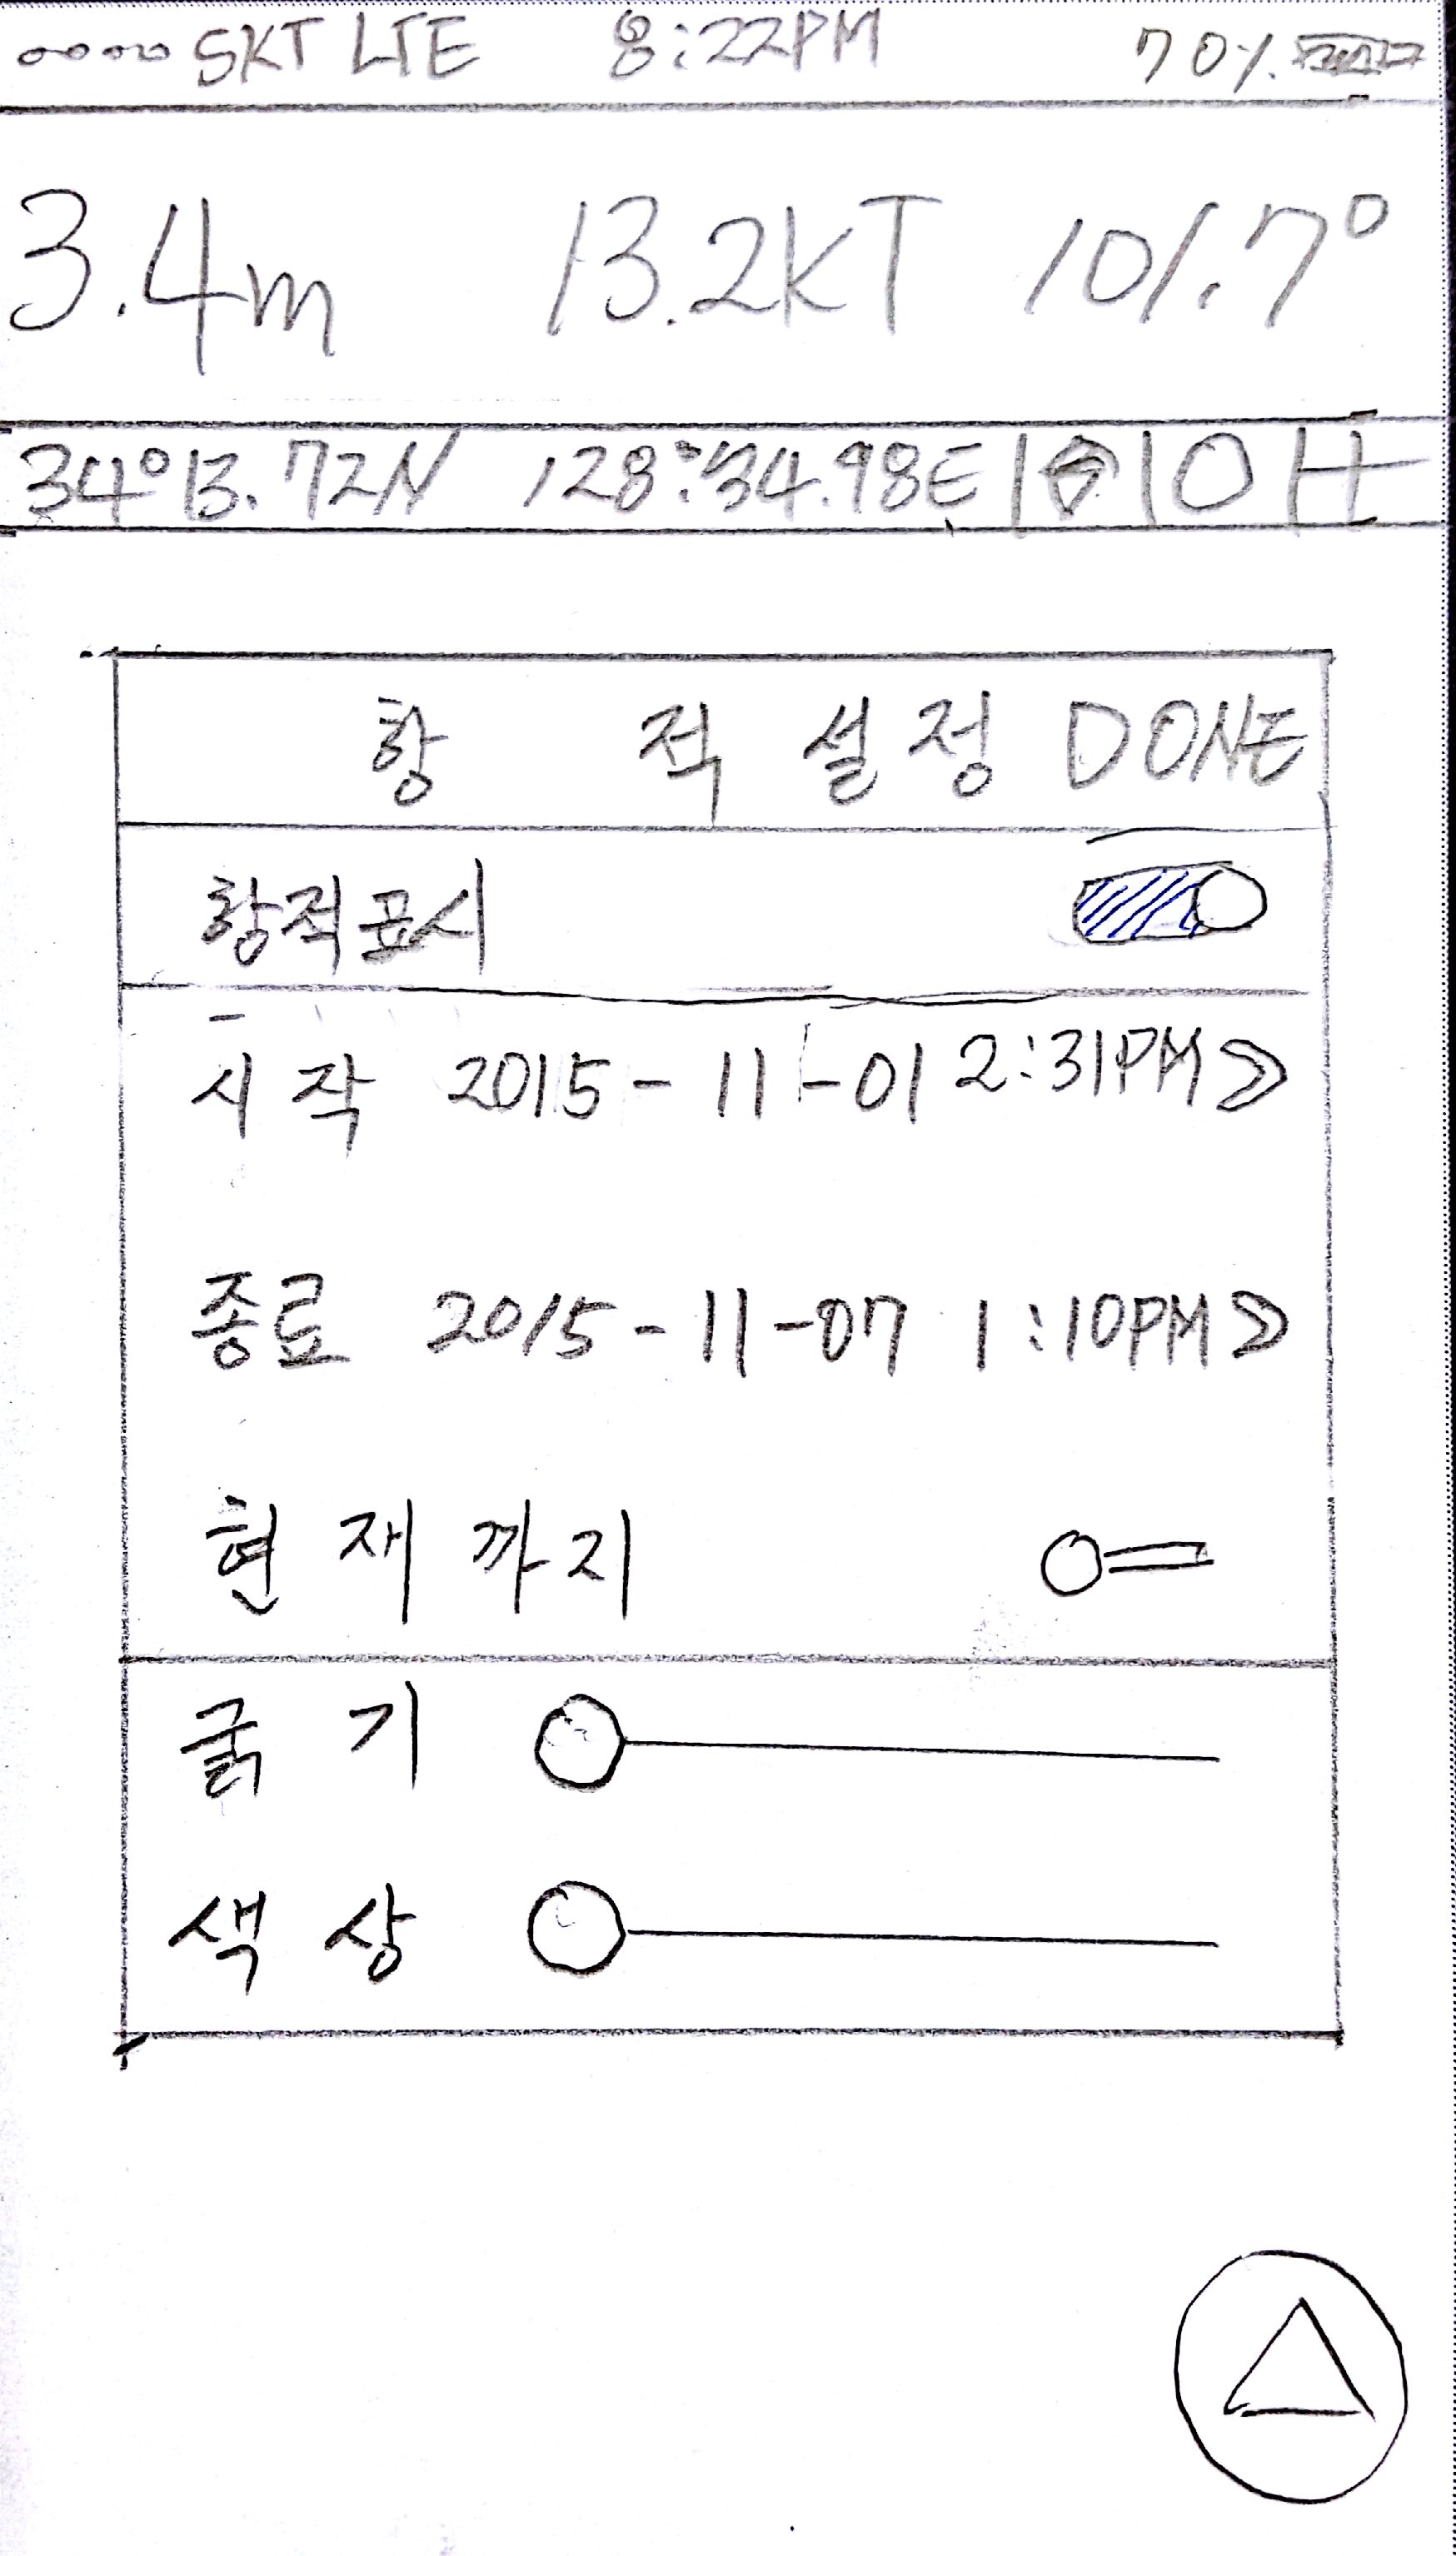 SKT LTE 8:22PM 70%
3.4m 13.2KT 101.7°
34°13.72N 128°34.98E
항 적 설정 DONE
항적표시
시작 2015-11-01 2:31PM
종료 2015-11-07 1:10PM
현재까지
굵기
색상